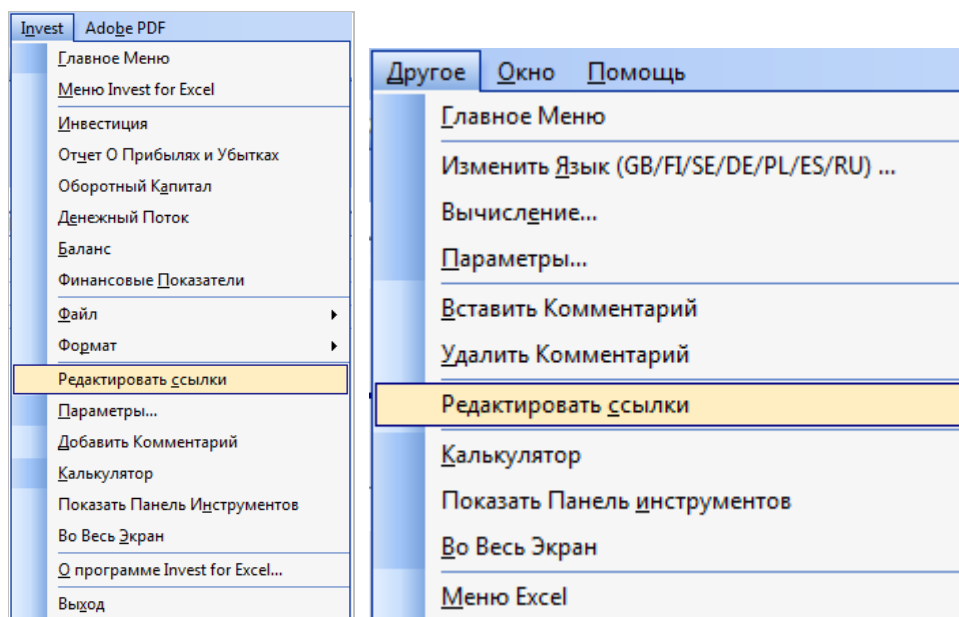 Invest Adobe PDF
Главное Меню
Меню Invest for Excel
Инвестиция
Отчет О Прибылях и Убытках
Оборотный Капитал
Денежный Поток
Баланс
Финансовые Показатели
Файл
Формат
Редактировать ссылки
Параметры...
Добавить Комментарий
Калькулятор
Показать Панель Инструментов
Во Весь Экран
О программе Invest for Excel...
Выход
Другое Окно Помощь
Главное Меню
Изменить Язык (GB/FI/SE/DE/PL/ES/RU) ...
Вычисление...
Параметры...
Вставить Комментарий
Удалить Комментарий
Редактировать ссылки
Калькулятор
Показать Панель инструментов
Во Весь Экран
Меню Excel